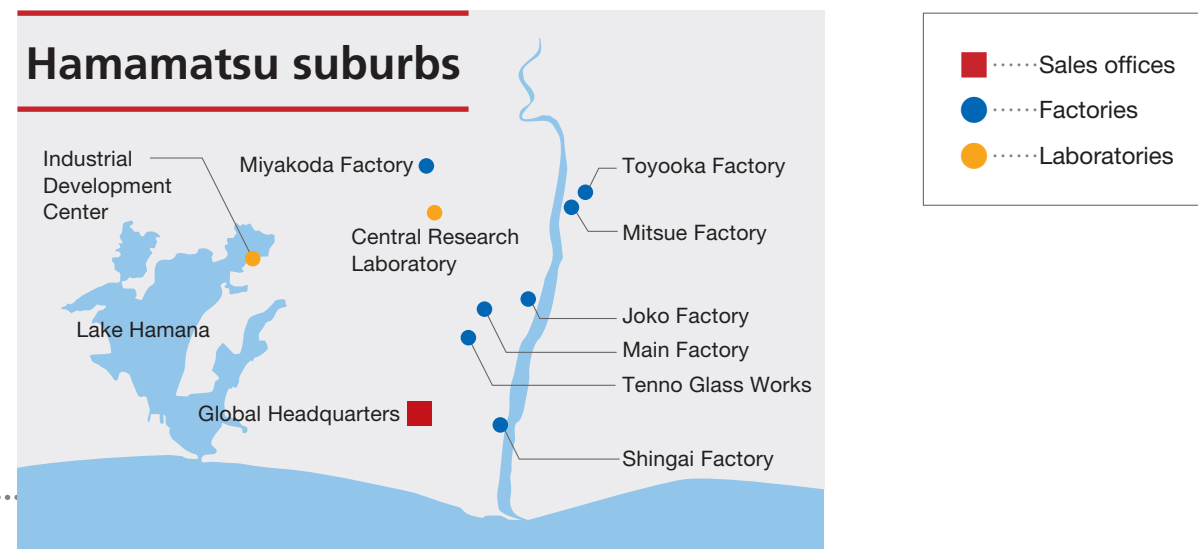 Hamamatsu suburbs
Industrial
Development
Center
Miyakoda Factory
Central Research
Laboratory
Lake Hamana
Global Headquarters
Toyooka Factory
Mitsue Factory
Joko Factory
Main Factory
Tenno Glass Works
Shingai Factory
Sales offices
Factories
Laboratories